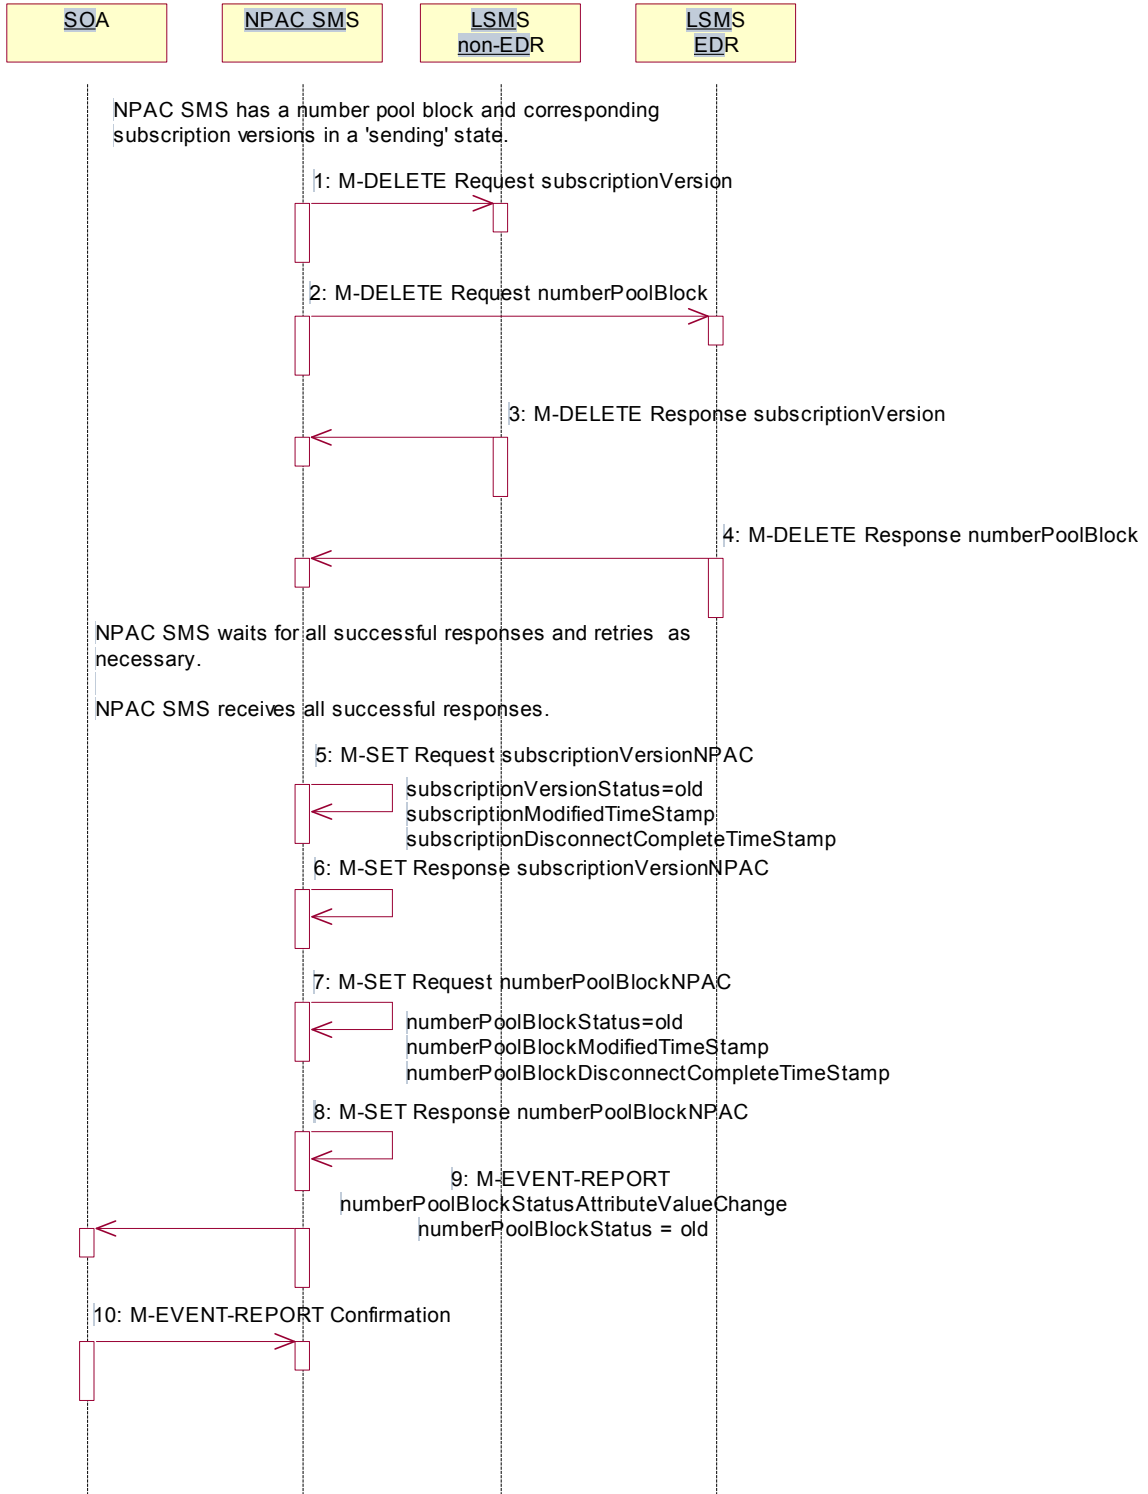 SOA
NPAC SMS
LSMS
non-EDR
LSMS
EDR
NPAC SMS has a number pool block and corresponding
subscription versions in a 'sending' state.
1: M-DELETE Request subscriptionVersion
2: M-DELETE Request numberPoolBlock
3: M-DELETE Response subscriptionVersion
4: M-DELETE Response numberPoolBlock
NPAC SMS waits for all successful responses and retries as
necessary.
NPAC SMS receives all successful responses.
5: M-SET Request subscriptionVersionNPAC
subscriptionVersionStatus=old
subscriptionModifiedTimeStamp
subscriptionDisconnectCompleteTimeStamp
6: M-SET Response subscriptionVersionNPAC
7: M-SET Request numberPoolBlockNPAC
numberPoolBlockStatus=old
numberPoolBlockModifiedTimeStamp
numberPoolBlockDisconnectCompleteTimeStamp
8: M-SET Response numberPoolBlockNPAC
9: M-EVENT-REPORT
numberPoolBlockStatusAttributeValueChange
numberPoolBlockStatus = old
10: M-EVENT-REPORT Confirmation